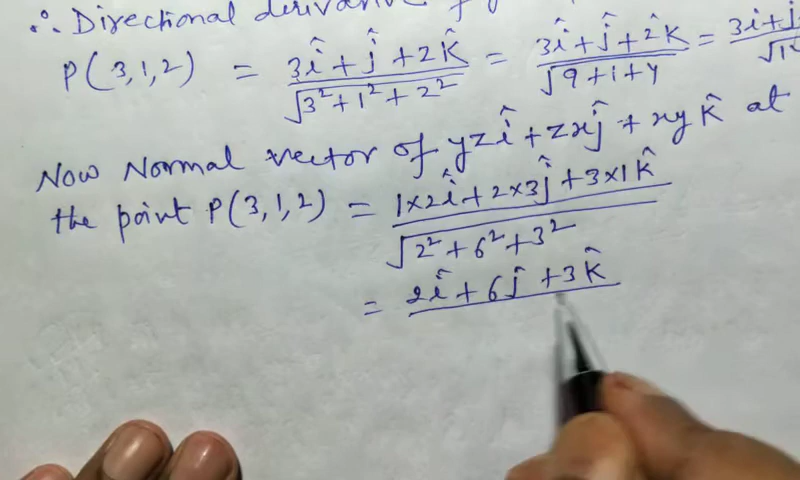 ∴ Directional derivative
P(3,1,2) = 3î + ĵ + 2k̂ / √3² + 1² + 2² = 3î + ĵ + 2k̂ / √9 + 1 + 4 = 3i + j
Now Normal vector of yzî + zxĵ + xyk̂ at
the point P(3,1,2) = 1×2î + 2×3ĵ + 3×1k̂ / √2² + 6² + 3²
= 2î + 6ĵ + 3k̂